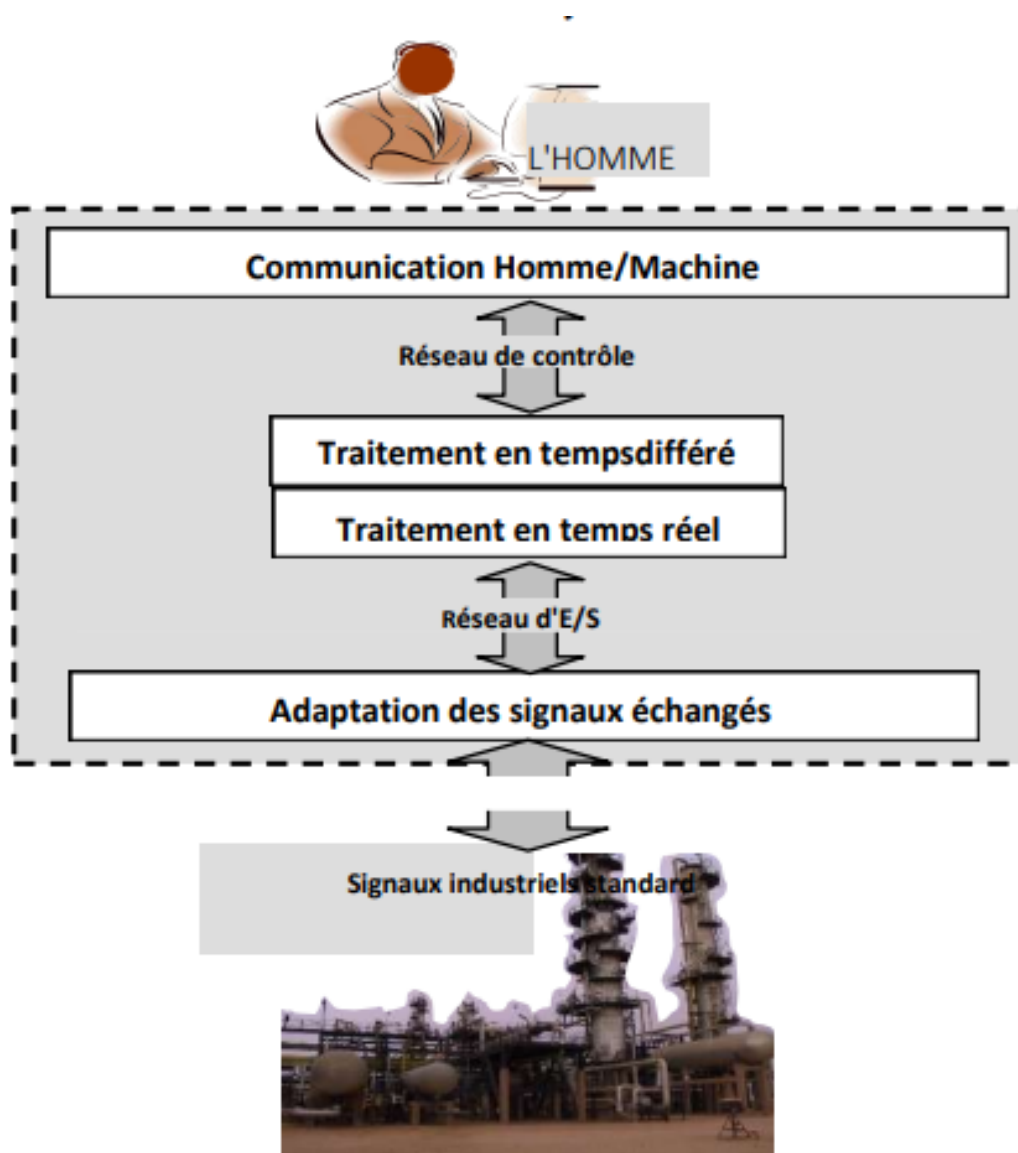 L'HOMME
Communication Homme/Machine
Réseau de contrôle
Traitement en tempsdifféré
Traitement en temps réel
Réseau d'E/S
Adaptation des signaux échangés
Signaux industriels standard